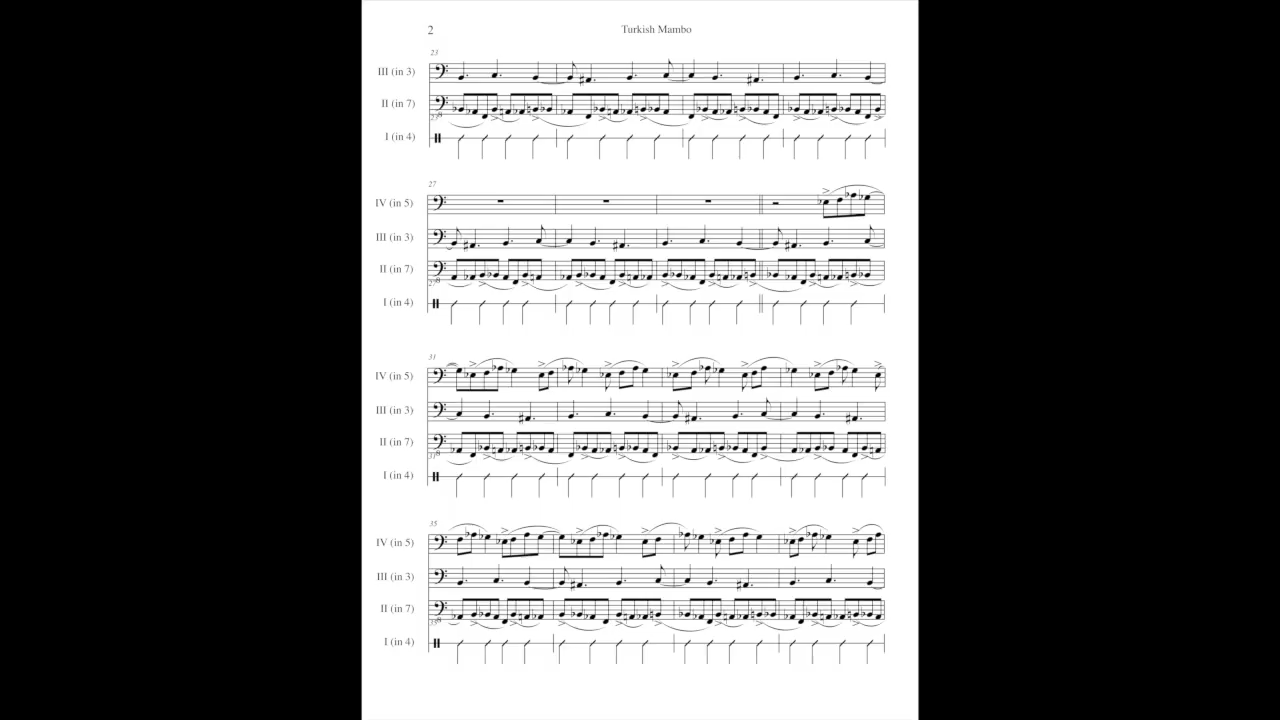 2
Turkish Mambo
23
III (in 3)
II (in 7)
I (in 4)
27
IV (in 5)
III (in 3)
II (in 7)
I (in 4)
31
IV (in 5)
III (in 3)
II (in 7)
I (in 4)
35
IV (in 5)
III (in 3)
II (in 7)
I (in 4)